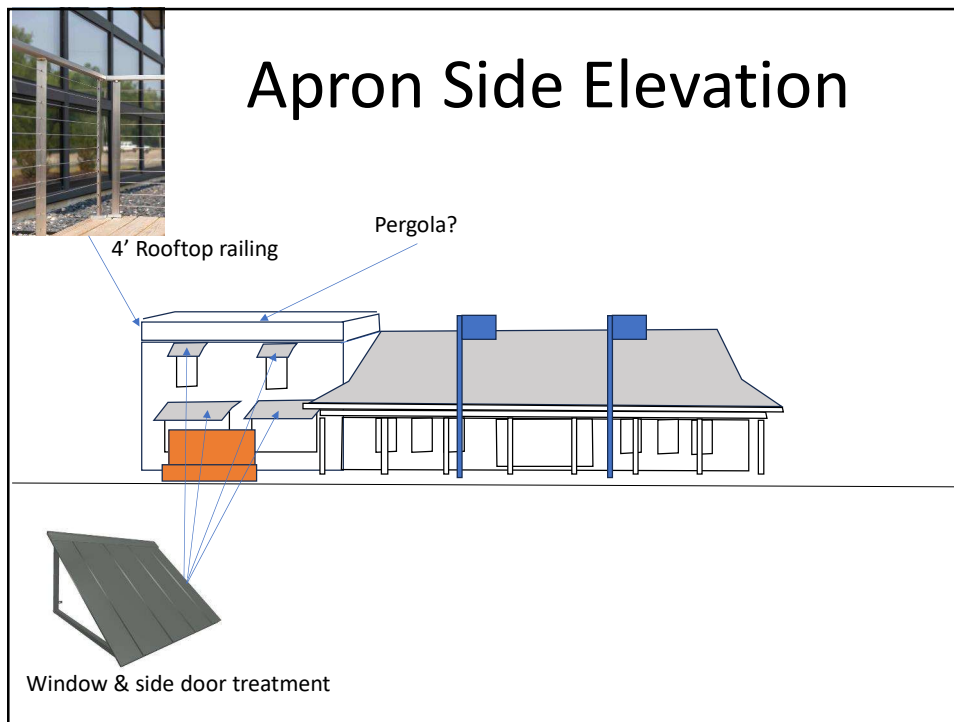 Apron Side Elevation
Pergola?
4’ Rooftop railing
Window & side door treatment